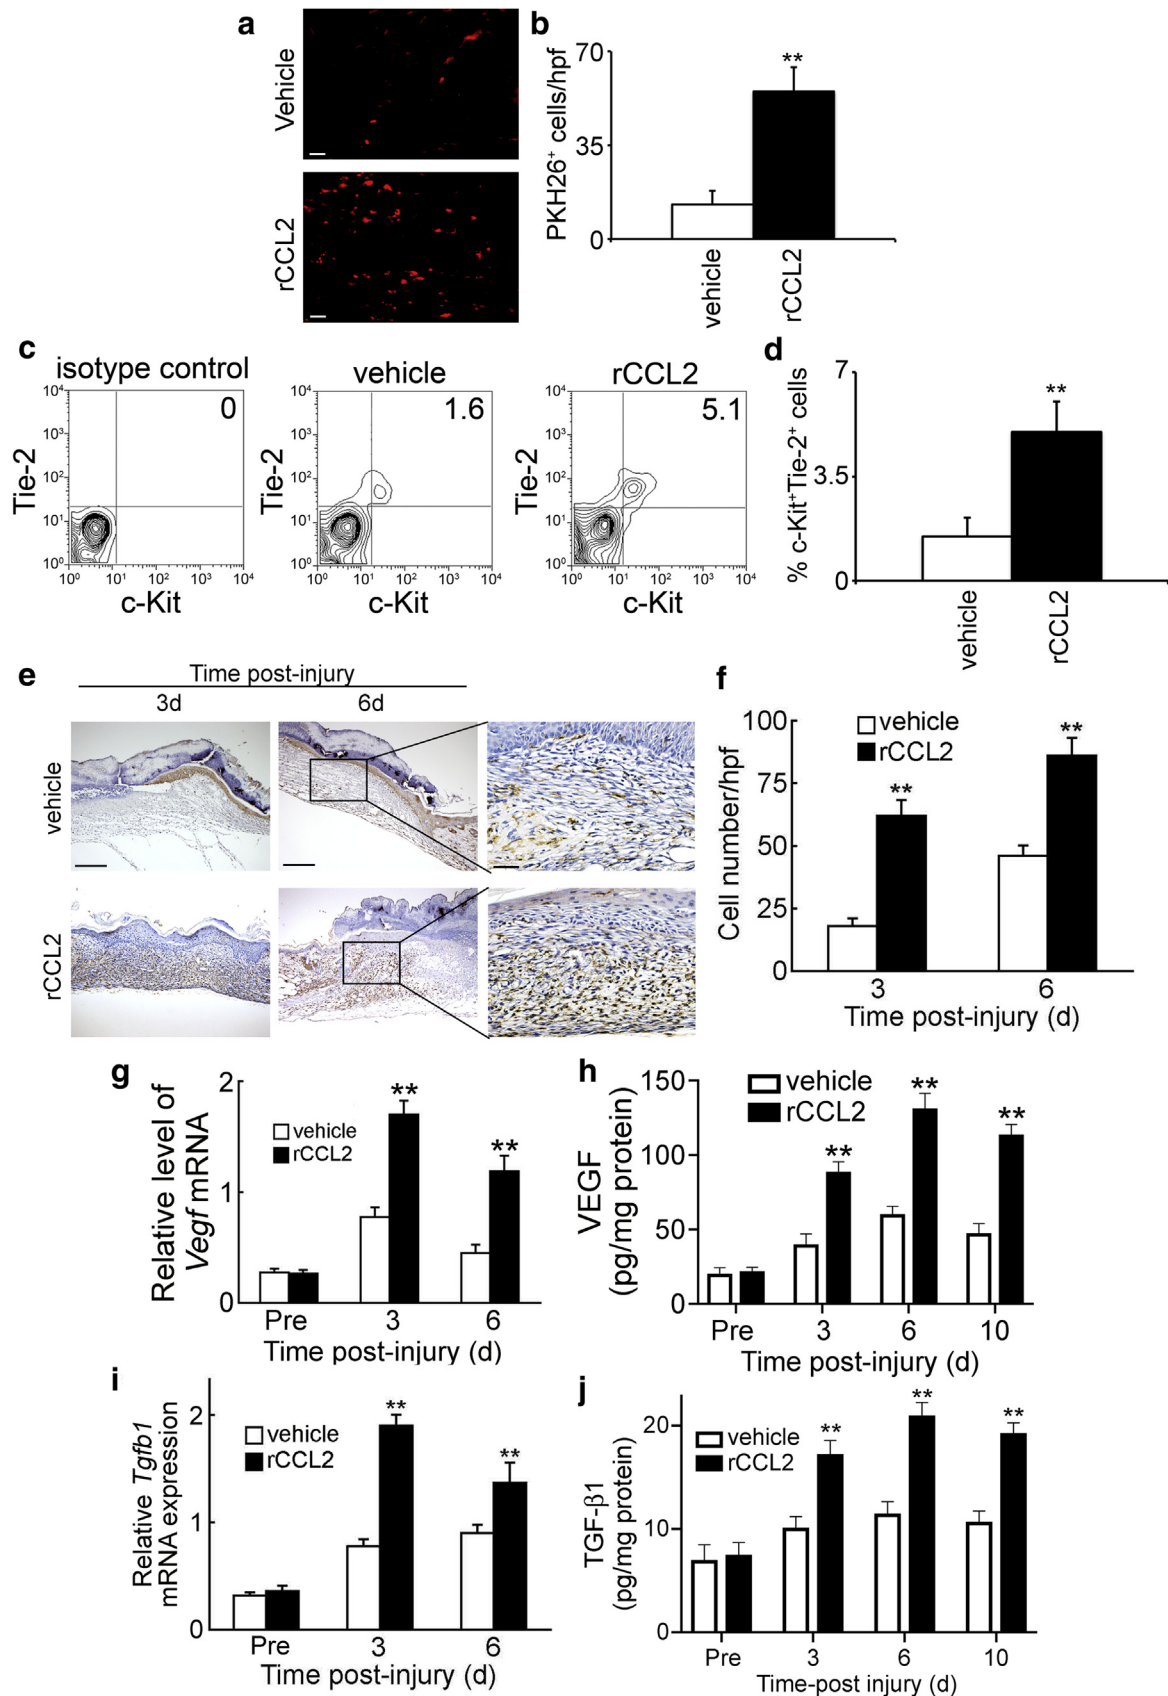 a
Vehicle
rCCL2
b
PKH26+ cells/hpf
70
35
0
**
vehicle
rCCL2
c
isotype control
0
Tie-2
10⁴
10³
10²
10¹
10⁰
10⁰ 10¹ 10² 10³ 10⁴
c-Kit
vehicle
1.6
Tie-2
10⁴
10³
10²
10¹
10⁰
10⁰ 10¹ 10² 10³ 10⁴
c-Kit
rCCL2
5.1
Tie-2
10⁴
10³
10²
10¹
10⁰
10⁰ 10¹ 10² 10³ 10⁴
c-Kit
d
% c-Kit⁺Tie-2⁺ cells
7
3.5
0
**
vehicle
rCCL2
e
Time post-injury
3d 6d
vehicle
rCCL2
f
Cell number/hpf
100
75
50
25
0
vehicle
rCCL2
** **
3 6
Time post-injury (d)
g
Relative level of
Vegf mRNA
2
1
0
vehicle
rCCL2
** **
Pre 3 6
Time post-injury (d)
h
VEGF
(pg/mg protein)
150
100
50
0
vehicle
rCCL2
** ** **
Pre 3 6 10
Time post-injury (d)
i
Relative Tgfb1
mRNA expression
2
1
0
vehicle
rCCL2
** **
Pre 3 6
Time post-injury (d)
j
TGF-β1
(pg/mg protein)
20
10
0
vehicle
rCCL2
** ** **
Pre 3 6 10
Time-post injury (d)